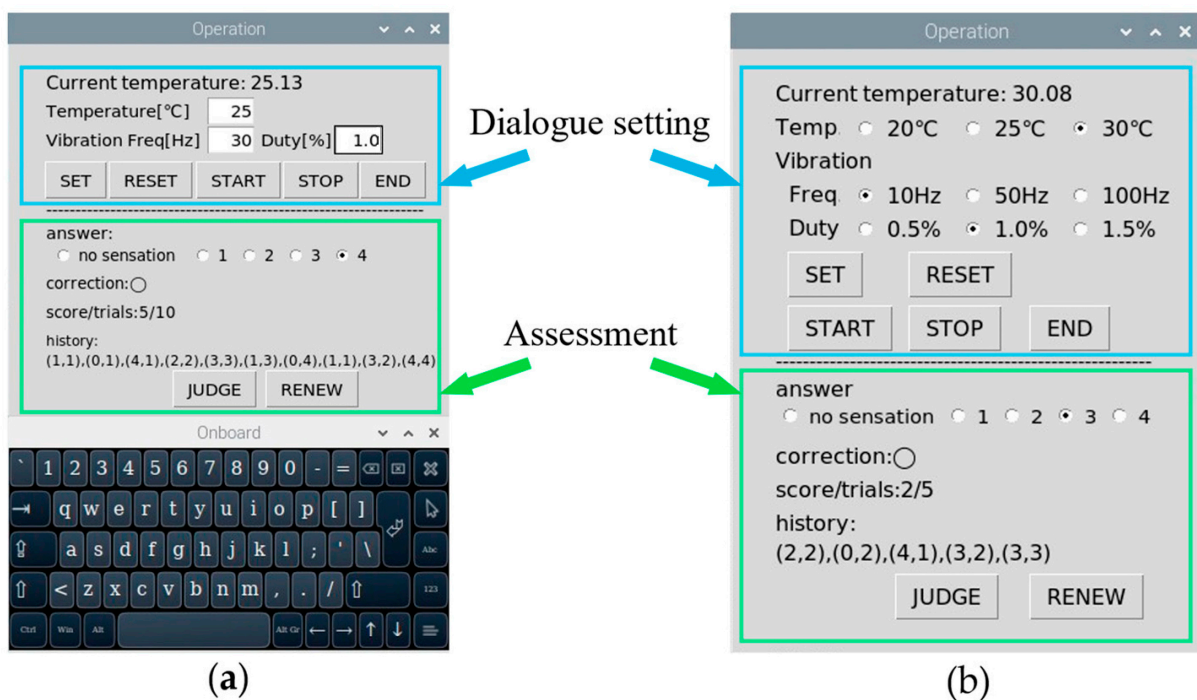 Operation
Current temperature: 25.13
Temperature[℃] 25
Vibration Freq[Hz] 30 Duty[%] 1.0
SET RESET START STOP END
answer:
no sensation 1 2 3 4
correction:○
score/trials:5/10
history:
(1,1),(0,1),(4,1),(2,2),(3,3),(1,3),(0,4),(1,1),(3,2),(4,4)
JUDGE RENEW
Onboard
` 1 2 3 4 5 6 7 8 9 0 - =
q w e r t y u i o p [ ]
a s d f g h j k l ; ' \ Abc
< z x c v b n m , . / 123
Ctrl Win Alt Alt Gr ← → ↑ ↓
(a)
Dialogue setting
Assessment
Operation
Current temperature: 30.08
Temp. 20℃ 25℃ 30℃
Vibration
Freq. 10Hz 50Hz 100Hz
Duty 0.5% 1.0% 1.5%
SET RESET
START STOP END
answer
no sensation 1 2 3 4
correction:○
score/trials:2/5
history:
(2,2),(0,2),(4,1),(3,2),(3,3)
JUDGE RENEW
(b)